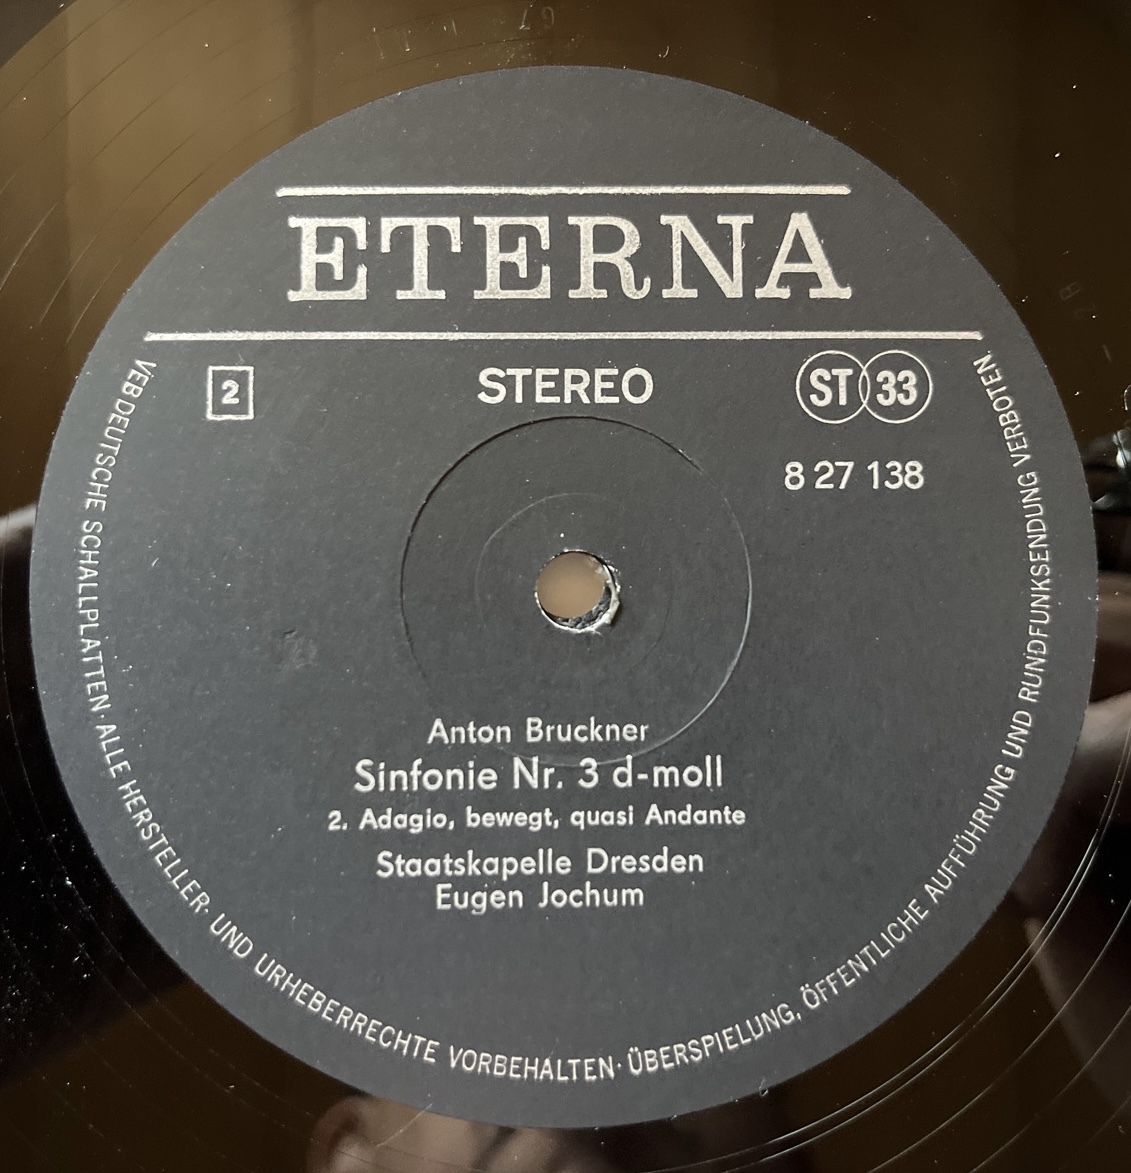 ETERNA
2
STEREO
ST 33
8 27 138
Anton Bruckner
Sinfonie Nr. 3 d-moll
2. Adagio, bewegt, quasi Andante
Staatskapelle Dresden
Eugen Jochum
VEB DEUTSCHE SCHALLPLATTEN · ALLE HERSTELLER- UND URHEBERRECHTE VORBEHALTEN · ÜBERSPIELUNG, ÖFFENTLICHE AUFFÜHRUNG UND RUNDFUNKSENDUNG VERBOTEN